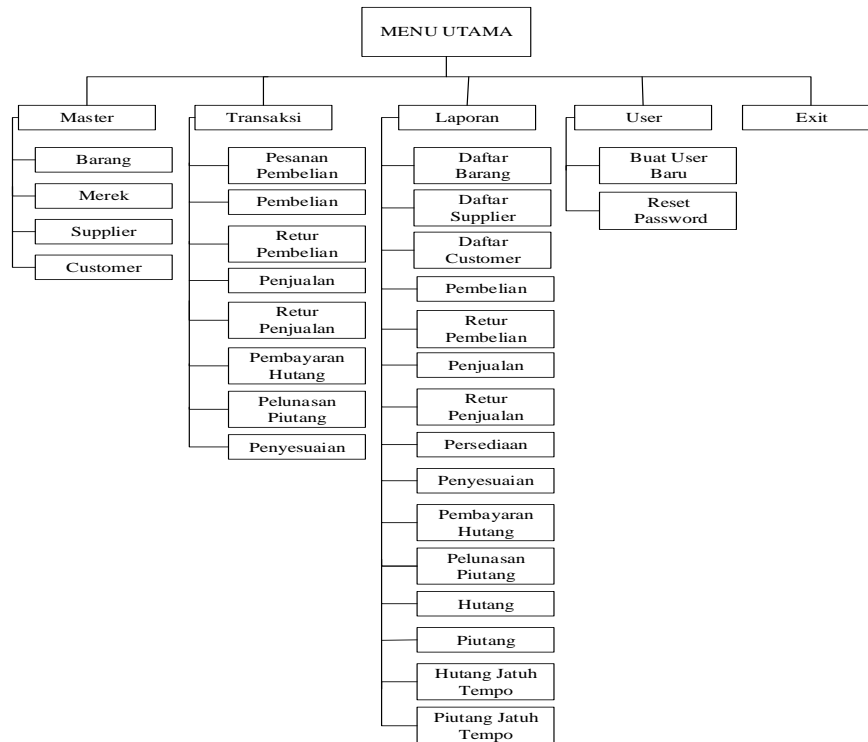 MENU UTAMA
Master
Barang
Merek
Supplier
Customer
Transaksi
Pesanan
Pembelian
Pembelian
Retur
Pembelian
Penjualan
Retur
Penjualan
Pembayaran
Hutang
Pelunasan
Piutang
Penyesuaian
Laporan
Daftar
Barang
Daftar
Supplier
Daftar
Customer
Pembelian
Retur
Pembelian
Penjualan
Retur
Penjualan
Persediaan
Penyesuaian
Pembayaran
Hutang
Pelunasan
Piutang
Hutang
Piutang
Hutang Jatuh
Tempo
Piutang Jatuh
Tempo
User
Buat User
Baru
Reset
Password
Exit